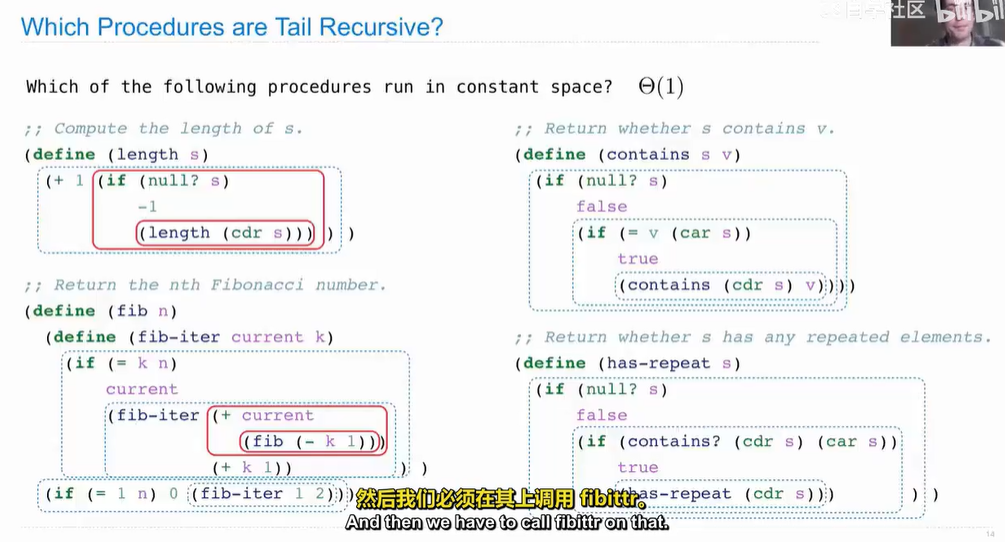 Which Procedures are Tail Recursive?
bilibil
Which of the following procedures run in constant space? Θ(1)
;; Compute the length of s.
(define (length s)
(+ 1 (if (null? s)
-1
(length (cdr s))) ) )
;; Return the nth Fibonacci number.
(define (fib n)
(define (fib-iter current k)
(if (= k n)
current
(fib-iter (+ current
(fib (- k 1)))
(+ k 1)) ) )
(if (= 1 n) 0 (fib-iter 1 2)))
;; Return whether s contains v.
(define (contains s v)
(if (null? s)
false
(if (= v (car s))
true
(contains (cdr s) v))))
;; Return whether s has any repeated elements.
(define (has-repeat s)
(if (null? s)
false
(if (contains? (cdr s) (car s))
true
(has-repeat (cdr s))) ) )
然后我们必须在其上调用 fibittr。
And then we have to call fibittr on that.
14